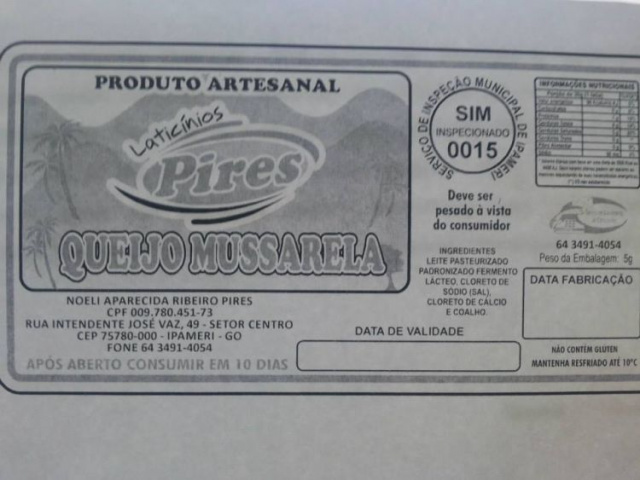 PRODUTO ARTESANAL
Laticínios
Pires
QUEIJO MUSSARELA
NOELI APARECIDA RIBEIRO PIRES
CPF 009.780.451-73
RUA INTENDENTE JOSÉ VAZ, 49 - SETOR CENTRO
CEP 75780-000 - IPAMERI - GO
FONE 64 3491-4054
APÓS ABERTO CONSUMIR EM 10 DIAS
DATA DE VALIDADE
SERVIÇO DE INSPEÇÃO MUNICIPAL DE IPAMERI
SIM
INSPECIONADO
0015
Deve ser
pesado à vista
do consumidor
INGREDIENTES
LEITE PASTEURIZADO
PADRONIZADO FERMENTO
LÁCTEO, CLORETO DE
SÓDIO (SAL),
CLORETO DE CÁLCIO
E COALHO.
INFORMAÇÕES NUTRICIONAIS
64 3491-4054
Peso da Embalagem: 5g
DATA FABRICAÇÃO
NÃO CONTÉM GLÚTEN
MANTENHA RESFRIADO ATÉ 10°C